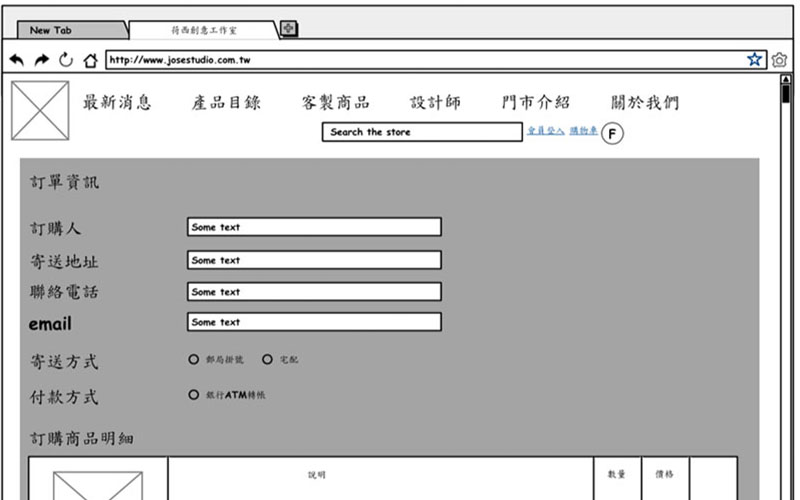 New Tab
荷西創意工作室
http://www.josestudio.com.tw
最新消息 產品目錄 客製商品 設計師 門市介紹 關於我們
Search the store 會員登入 購物車 F
訂單資訊
訂購人 Some text
寄送地址 Some text
聯絡電話 Some text
email Some text
寄送方式 郵局掛號 宅配
付款方式 銀行ATM轉帳
訂購商品明細
說明 數量 價格